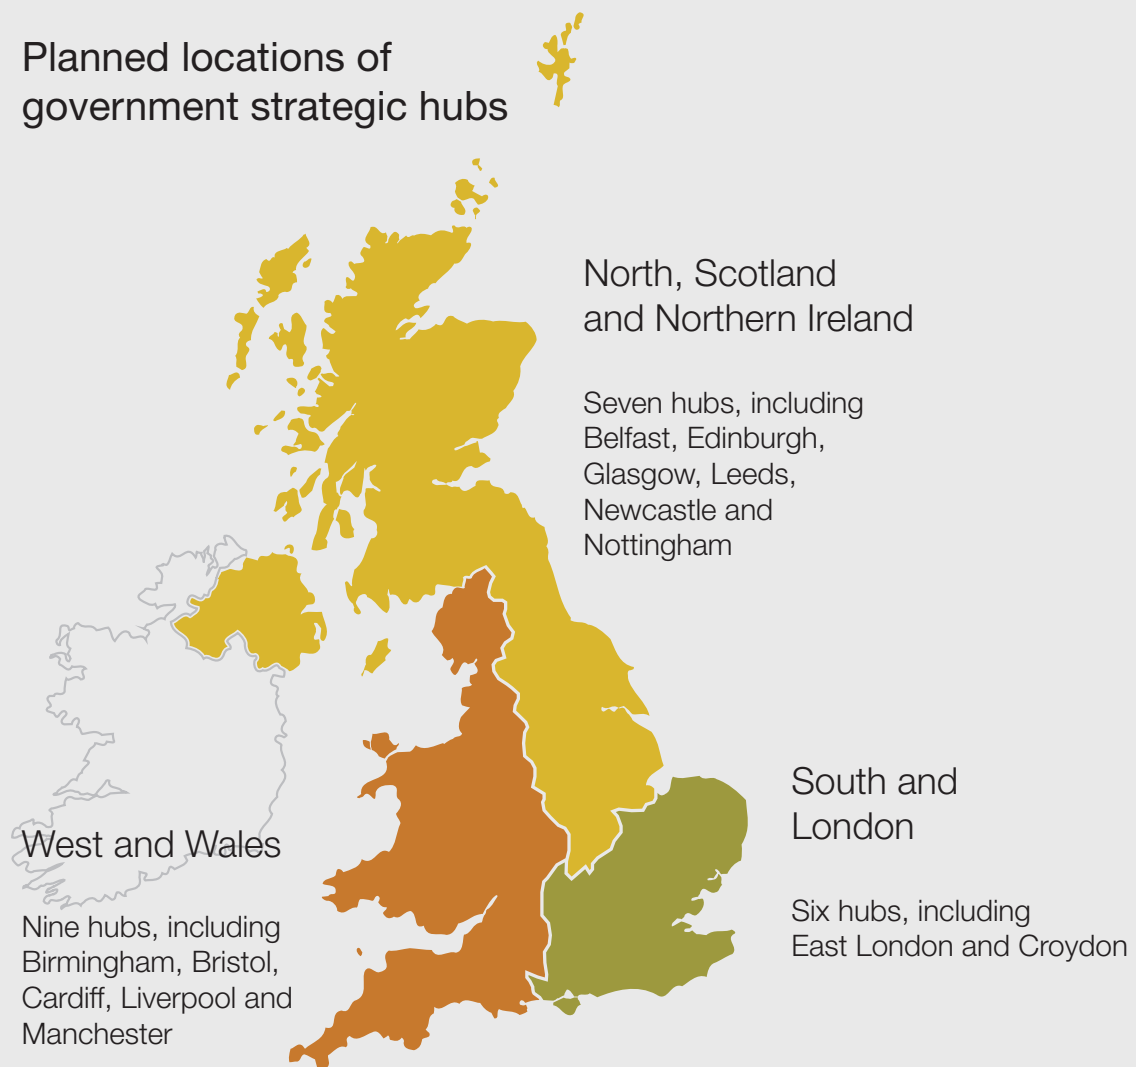 Planned locations of
government strategic hubs
North, Scotland
and Northern Ireland
Seven hubs, including
Belfast, Edinburgh,
Glasgow, Leeds,
Newcastle and
Nottingham
South and
London
Six hubs, including
East London and Croydon
West and Wales
Nine hubs, including
Birmingham, Bristol,
Cardiff, Liverpool and
Manchester